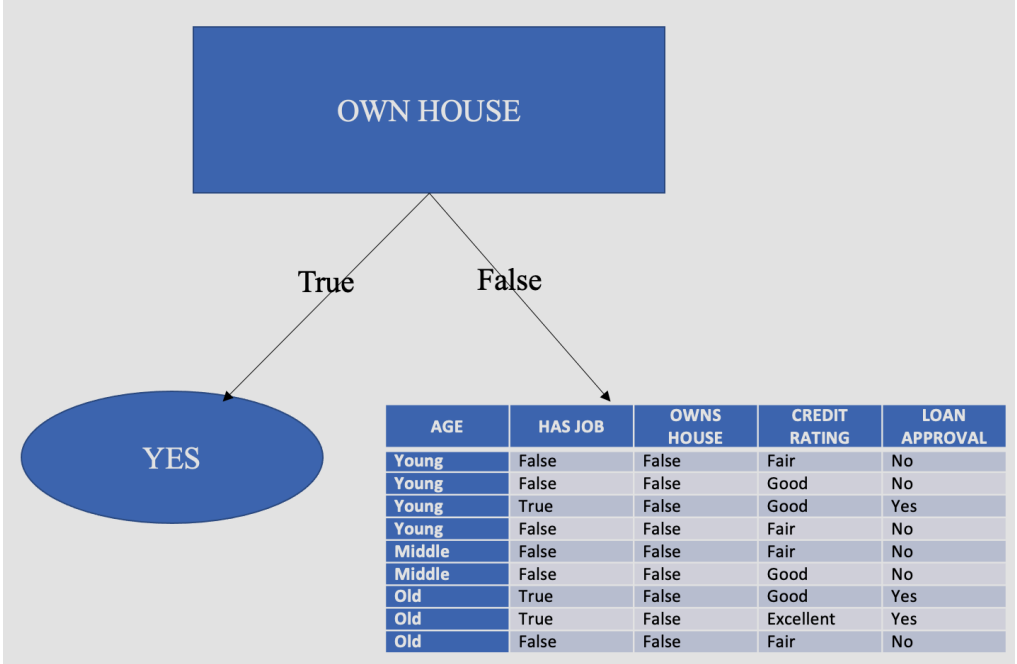 OWN HOUSE
True
False
YES
AGE HAS JOB OWNS HOUSE CREDIT RATING LOAN APPROVAL
Young False False Fair No
Young False False Good No
Young True False Good Yes
Young False False Fair No
Middle False False Fair No
Middle False False Good No
Old True False Good Yes
Old True False Excellent Yes
Old False False Fair No